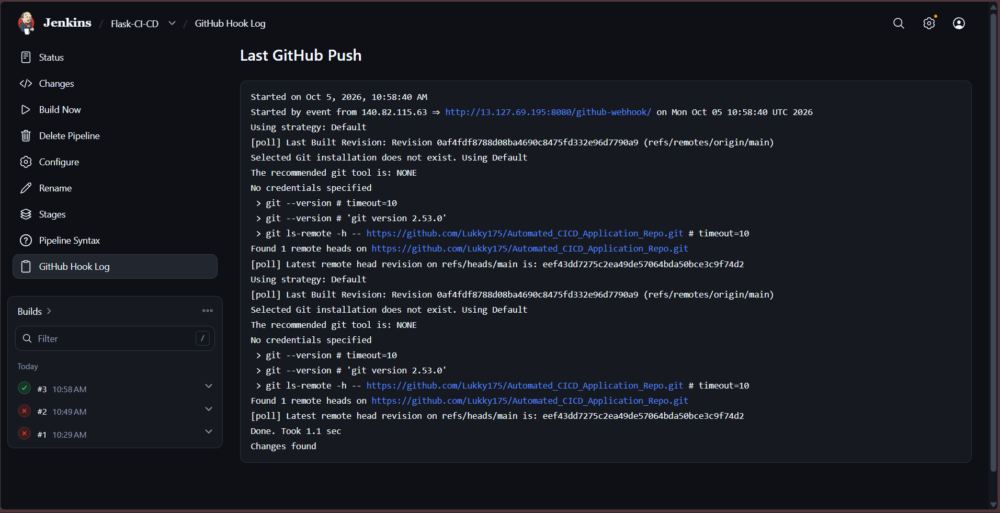 Jenkins / Flask-CI-CD / GitHub Hook Log
Status
Changes
Build Now
Delete Pipeline
Configure
Rename
Stages
Pipeline Syntax
GitHub Hook Log
Builds
Filter /
Today
#3 10:58 AM
#2 10:49 AM
#1 10:29 AM
Last GitHub Push
Started on Oct 5, 2026, 10:58:40 AM
Started by event from 140.82.115.63 ⇒ http://13.127.69.195:8080/github-webhook/ on Mon Oct 05 10:58:40 UTC 2026
Using strategy: Default
[poll] Last Built Revision: Revision 0af4fdf8788d08ba4690c8475fd332e96d7790a9 (refs/remotes/origin/main)
Selected Git installation does not exist. Using Default
The recommended git tool is: NONE
No credentials specified
> git --version # timeout=10
> git --version # 'git version 2.53.0'
> git ls-remote -h -- https://github.com/Lukky175/Automated_CICD_Application_Repo.git # timeout=10
Found 1 remote heads on https://github.com/Lukky175/Automated_CICD_Application_Repo.git
[poll] Latest remote head revision on refs/heads/main is: eef43dd7275c2ea49de57064bda50bce3c9f74d2
Using strategy: Default
[poll] Last Built Revision: Revision 0af4fdf8788d08ba4690c8475fd332e96d7790a9 (refs/remotes/origin/main)
Selected Git installation does not exist. Using Default
The recommended git tool is: NONE
No credentials specified
> git --version # timeout=10
> git --version # 'git version 2.53.0'
> git ls-remote -h -- https://github.com/Lukky175/Automated_CICD_Application_Repo.git # timeout=10
Found 1 remote heads on https://github.com/Lukky175/Automated_CICD_Application_Repo.git
[poll] Latest remote head revision on refs/heads/main is: eef43dd7275c2ea49de57064bda50bce3c9f74d2
Done. Took 1.1 sec
Changes found